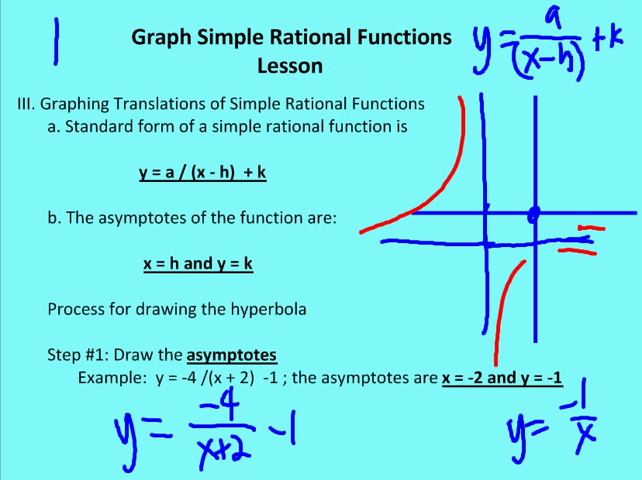 1
Graph Simple Rational Functions
Lesson
y = a/(x-h) + k
III. Graphing Translations of Simple Rational Functions
a. Standard form of a simple rational function is
y = a / (x - h) + k
b. The asymptotes of the function are:
x = h and y = k
Process for drawing the hyperbola
Step #1: Draw the asymptotes
Example: y = -4 /(x + 2) -1 ; the asymptotes are x = -2 and y = -1
y = -4/x+2 -1
y = -1/x